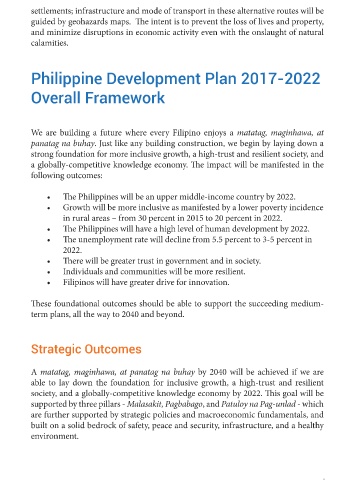 settlements; infrastructure and mode of transport in these alternative routes will be
guided by geohazards maps. The intent is to prevent the loss of lives and property,
and minimize disruptions in economic activity even with the onslaught of natural
calamities.
Philippine Development Plan 2017-2022
Overall Framework
We are building a future where every Filipino enjoys a matatag, maginhawa, at
panatag na buhay. Just like any building construction, we begin by laying down a
strong foundation for more inclusive growth, a high-trust and resilient society, and
a globally-competitive knowledge economy. The impact will be manifested in the
following outcomes:
• The Philippines will be an upper middle-income country by 2022.
• Growth will be more inclusive as manifested by a lower poverty incidence
in rural areas – from 30 percent in 2015 to 20 percent in 2022.
• The Philippines will have a high level of human development by 2022.
• The unemployment rate will decline from 5.5 percent to 3-5 percent in
2022.
• There will be greater trust in government and in society.
• Individuals and communities will be more resilient.
• Filipinos will have greater drive for innovation.
These foundational outcomes should be able to support the succeeding medium-
term plans, all the way to 2040 and beyond.
Strategic Outcomes
A matatag, maginhawa, at panatag na buhay by 2040 will be achieved if we are
able to lay down the foundation for inclusive growth, a high-trust and resilient
society, and a globally-competitive knowledge economy by 2022. This goal will be
supported by three pillars - Malasakit, Pagbabago, and Patuloy na Pag-unlad - which
are further supported by strategic policies and macroeconomic fundamentals, and
built on a solid bedrock of safety, peace and security, infrastructure, and a healthy
environment.